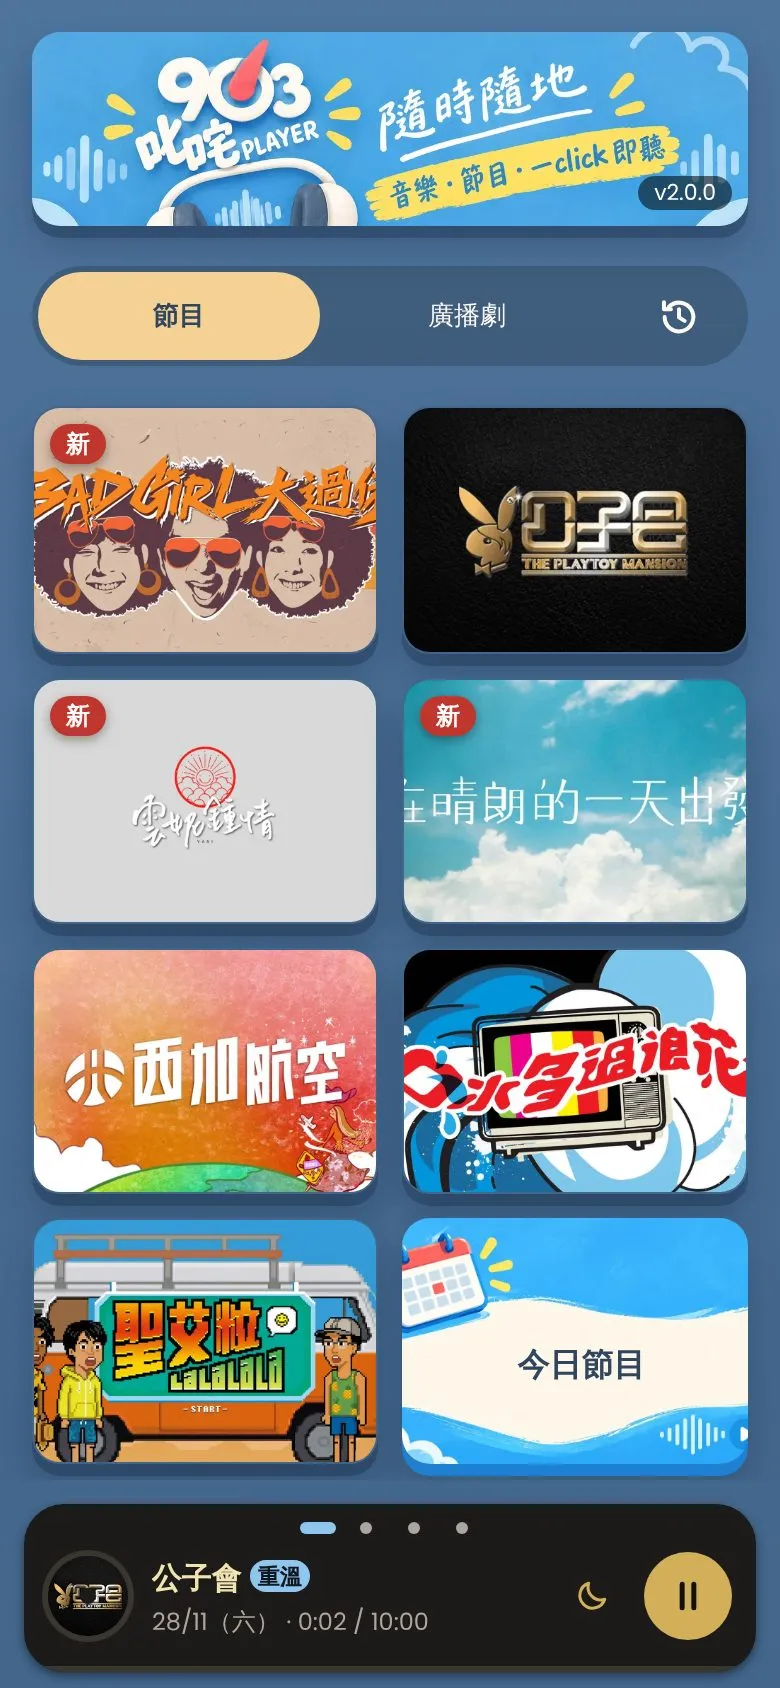 903
叱咤PLAYER
隨時隨地
音樂·節目·一click即聽
v2.0.0
節目
廣播劇
新
BAD GIRL大過
公子會
THE PLAYTOY MANSION
新
雲妮鍾情
新
在晴朗的一天出發
西加航空
口水多過浪花
聖艾粒
LaLaLaLa
-START-
今日節目
公子會 重溫
28/11（六） · 0:02 / 10:00